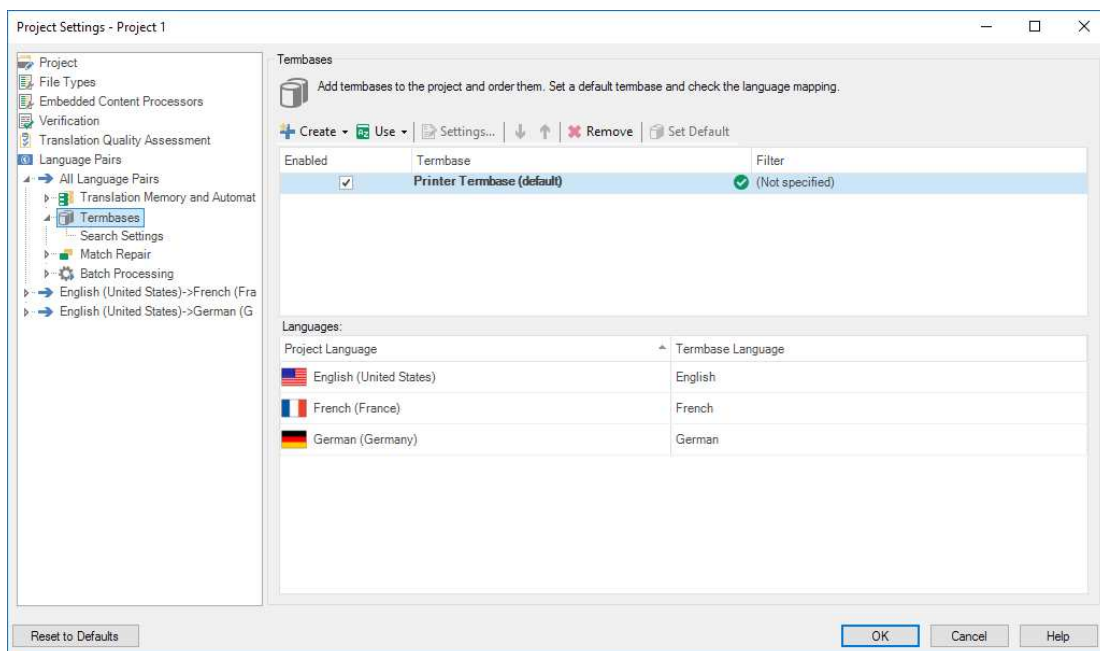 Project Settings - Project 1
Project
File Types
Embedded Content Processors
Verification
Translation Quality Assessment
Language Pairs
All Language Pairs
Translation Memory and Automat
Termbases
Search Settings
Match Repair
Batch Processing
English (United States)->French (Fra
English (United States)->German (G
Termbases
Add termbases to the project and order them. Set a default termbase and check the language mapping.
Create Use Settings... Remove Set Default
Enabled Termbase Filter
Printer Termbase (default) (Not specified)
Languages:
Project Language Termbase Language
English (United States) English
French (France) French
German (Germany) German
Reset to Defaults OK Cancel Help